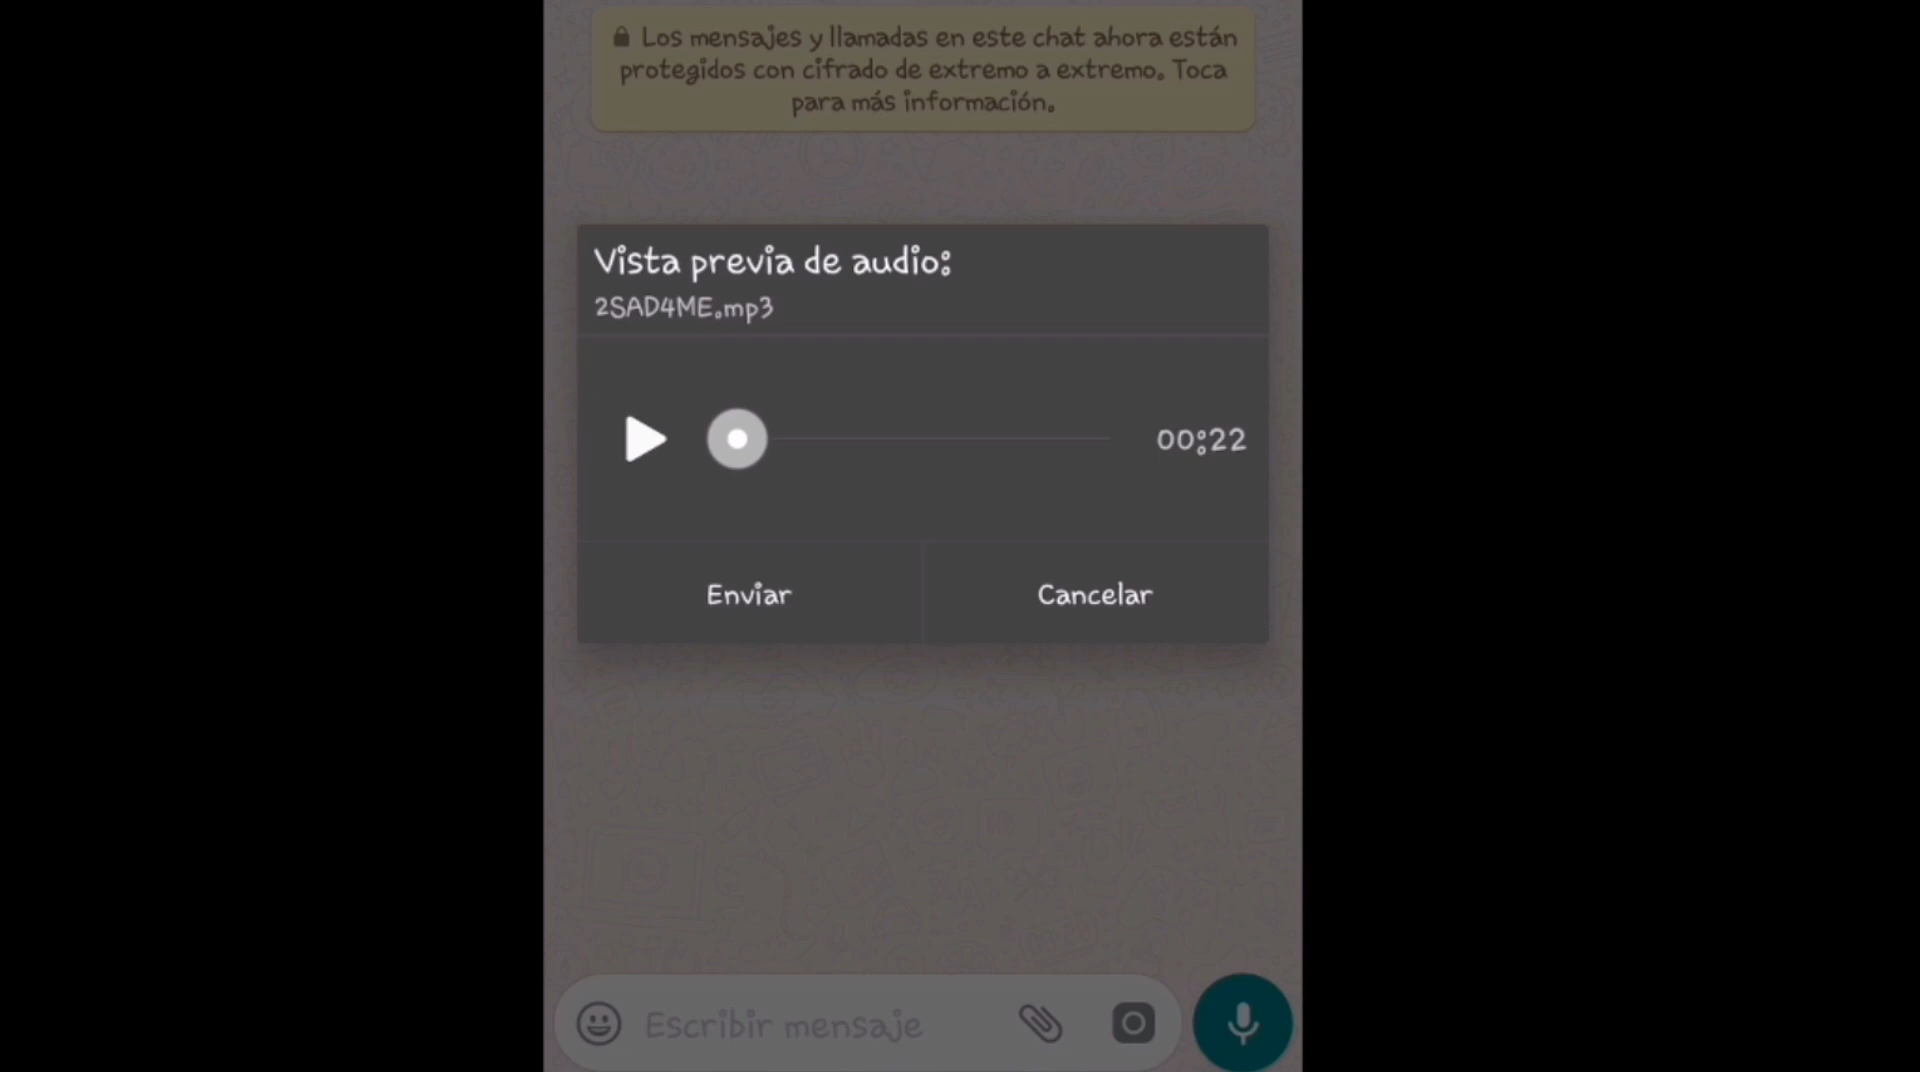 Los mensajes y llamadas en este chat ahora están
protegidos con cifrado de extremo a extremo. Toca
para más información.
Vista previa de audio:
2SAD4ME.mp3
00:22
Enviar
Cancelar
Escribir mensaje